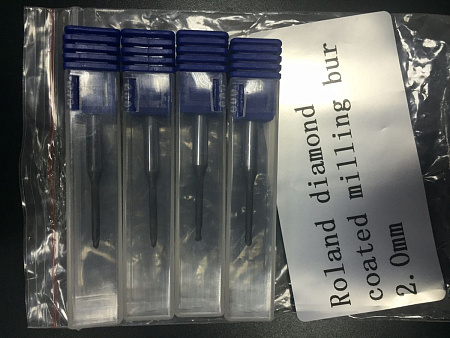 Roland diamond
coated milling bur
2.0mm